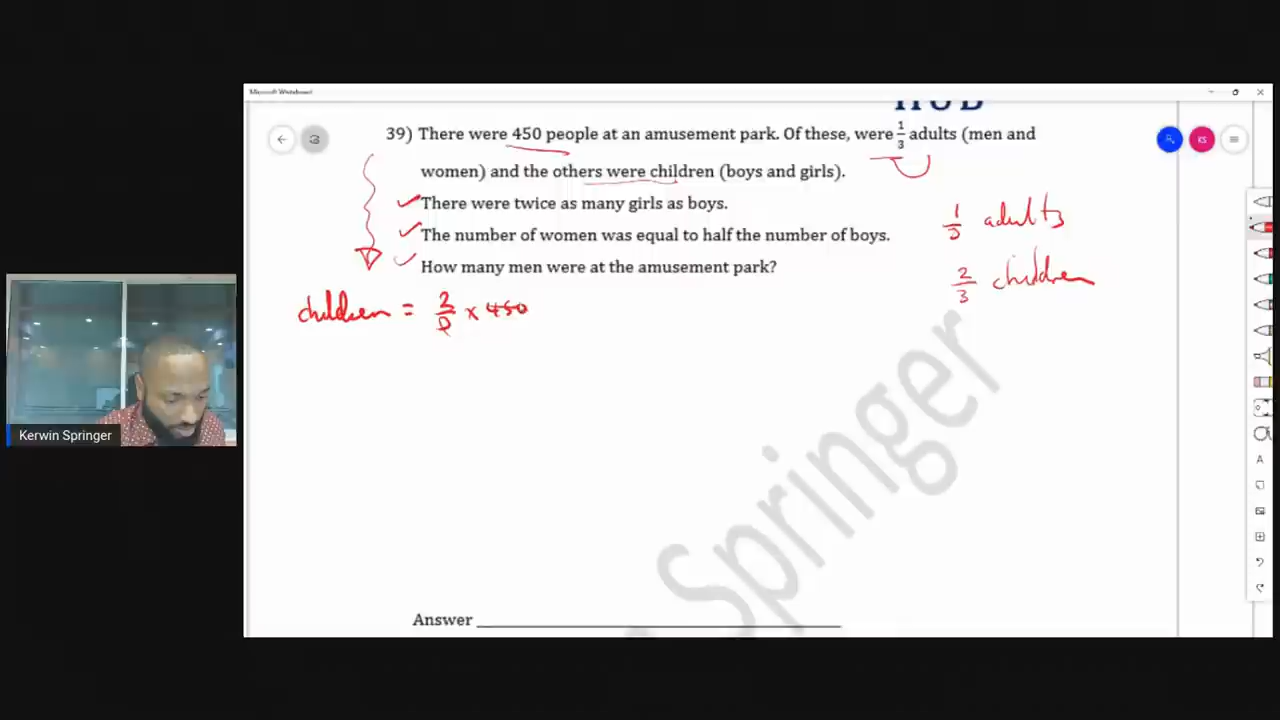 Microsoft Whiteboard
HUB
39) There were 450 people at an amusement park. Of these, were 1/3 adults (men and
women) and the others were children (boys and girls).
There were twice as many girls as boys.
The number of women was equal to half the number of boys.
How many men were at the amusement park?
1/3 adults
2/3 children
children = 2/3 × 450
Springer
Kerwin Springer
Answer
KS
A